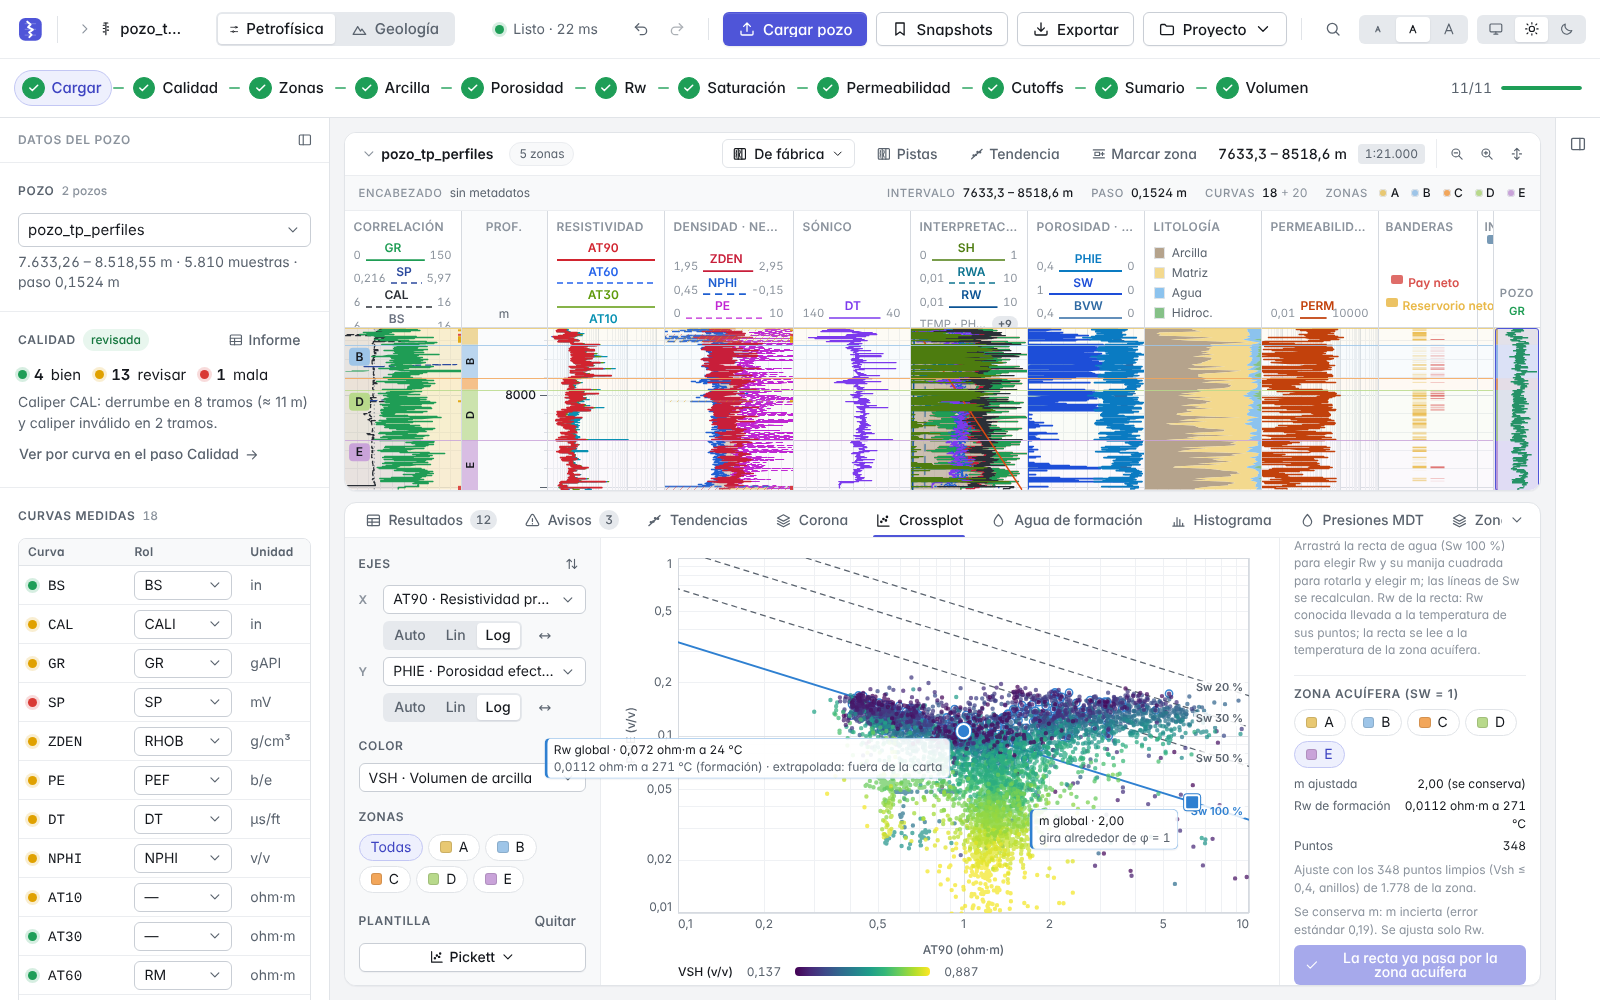 pozo_t...
Petrofísica
Geología
Listo · 22 ms
Cargar pozo
Snapshots
Exportar
Proyecto
A
A
A
Cargar
Calidad
Zonas
Arcilla
Porosidad
Rw
Saturación
Permeabilidad
Cutoffs
Sumario
Volumen
11/11
DATOS DEL POZO
POZO 2 pozos
pozo_tp_perfiles
7.633,26 – 8.518,55 m · 5.810 muestras ·
paso 0,1524 m
CALIDAD revisada Informe
4 bien 13 revisar 1 mala
Caliper CAL: derrumbe en 8 tramos (≈ 11 m)
y caliper inválido en 2 tramos.
Ver por curva en el paso Calidad →
CURVAS MEDIDAS 18
Curva Rol Unidad
BS BS in
CAL CALI in
GR GR gAPI
SP SP mV
ZDEN RHOB g/cm³
PE PEF b/e
DT DT µs/ft
NPHI NPHI v/v
AT10 — ohm·m
AT30 — ohm·m
AT60 RM ohm·m
pozo_tp_perfiles 5 zonas
De fábrica
Pistas
Tendencia
Marcar zona
7633,3 – 8518,6 m
1:21.000
ENCABEZADO sin metadatos
INTERVALO 7633,3 – 8518,6 m PASO 0,1524 m CURVAS 18 + 20 ZONAS A B C D E
CORRELACIÓN
0 GR 150
0,216 SP 5,97
6 CAL 16
6 BS 16
PROF.
m
8000
RESISTIVIDAD
AT90
AT60
AT30
AT10
DENSIDAD · NE...
1,95 ZDEN 2,95
0,45 NPHI -0,15
0 PE 10
SÓNICO
140 DT 40
INTERPRETAC...
0 SH 1
0,01 RWA 10
0,01 RW 10
TEMP · PH +9
POROSIDAD · ...
0,4 PHIE 0
1 SW 0
0,4 BVW 0
LITOLOGÍA
Arcilla
Matriz
Agua
Hidroc.
PERMEABILID...
0,01 PERM 10000
BANDERAS
Pay neto
Reservorio neto
IN
POZO
GR
B
D
E
B
D
E
Resultados 12
Avisos 3
Tendencias
Corona
Crossplot
Agua de formación
Histograma
Presiones MDT
Zon
EJES
X AT90 · Resistividad pr...
Auto Lin Log
Y PHIE · Porosidad efect...
Auto Lin Log
COLOR
VSH · Volumen de arcilla
ZONAS
Todas A B
C D E
PLANTILLA Quitar
Pickett
1
0,5
0,2
0,1
0,05
0,02
0,01
(v/v)
0,1 0,2 0,5 1 2 5 10
AT90 (ohm·m)
VSH (v/v) 0,137 0,887
Sw 20 %
Sw 30 %
Sw 50 %
Sw 100 %
Rw global · 0,072 ohm·m a 24 °C
0,0112 ohm·m a 271 °C (formación) · extrapolada: fuera de la carta
m global · 2,00
gira alrededor de φ = 1
Arrastrá la recta de agua (Sw 100 %)
para elegir Rw y su manija cuadrada
para rotarla y elegir m; las líneas de Sw
se recalculan. Rw de la recta: Rw
conocida llevada a la temperatura de
sus puntos; la recta se lee a la
temperatura de la zona acuífera.
ZONA ACUÍFERA (SW = 1)
A B C D
E
m ajustada 2,00 (se conserva)
Rw de formación 0,0112 ohm·m a 271
°C
Puntos 348
Ajuste con los 348 puntos limpios (Vsh ≤
0,4, anillos) de 1.778 de la zona.
Se conserva m: m incierta (error
estándar 0,19). Se ajusta solo Rw.
La recta ya pasa por la
zona acuífera